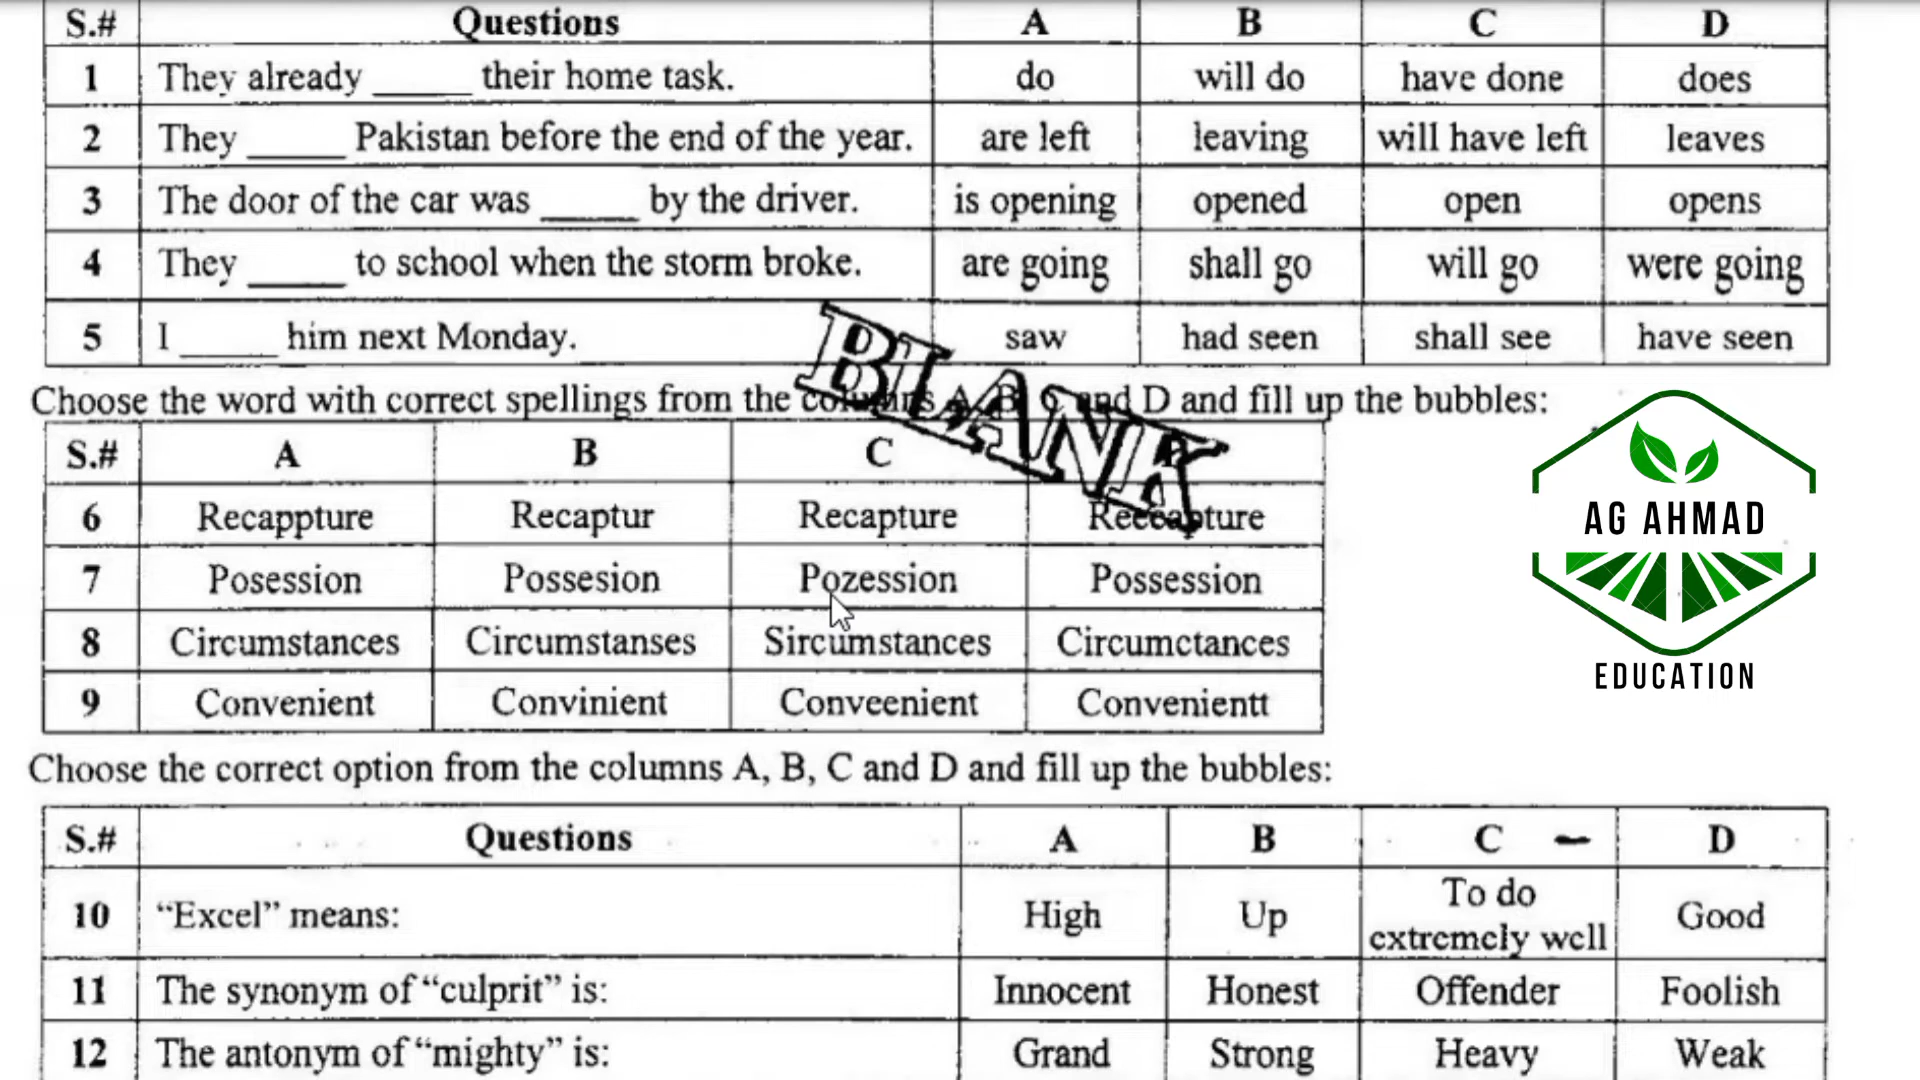 S.# Questions A B C D
1 They already _____ their home task. do will do have done does
2 They _____ Pakistan before the end of the year. are left leaving will have left leaves
3 The door of the car was _____ by the driver. is opening opened open opens
4 They _____ to school when the storm broke. are going shall go will go were going
5 I _____ him next Monday. saw had seen shall see have seen
BLANK
Choose the word with correct spellings from the columns A, B, C and D and fill up the bubbles:
S.# A B C D
6 Recappture Recaptur Recapture Reecapture
7 Posession Possesion Pozession Possession
8 Circumstances Circumstanses Sircumstances Circumctances
9 Convenient Convinient Conveenient Convenientt
AG AHMAD
EDUCATION
Choose the correct option from the columns A, B, C and D and fill up the bubbles:
S.# Questions A B C D
10 “Excel” means: High Up To do extremely well Good
11 The synonym of “culprit” is: Innocent Honest Offender Foolish
12 The antonym of “mighty” is: Grand Strong Heavy Weak